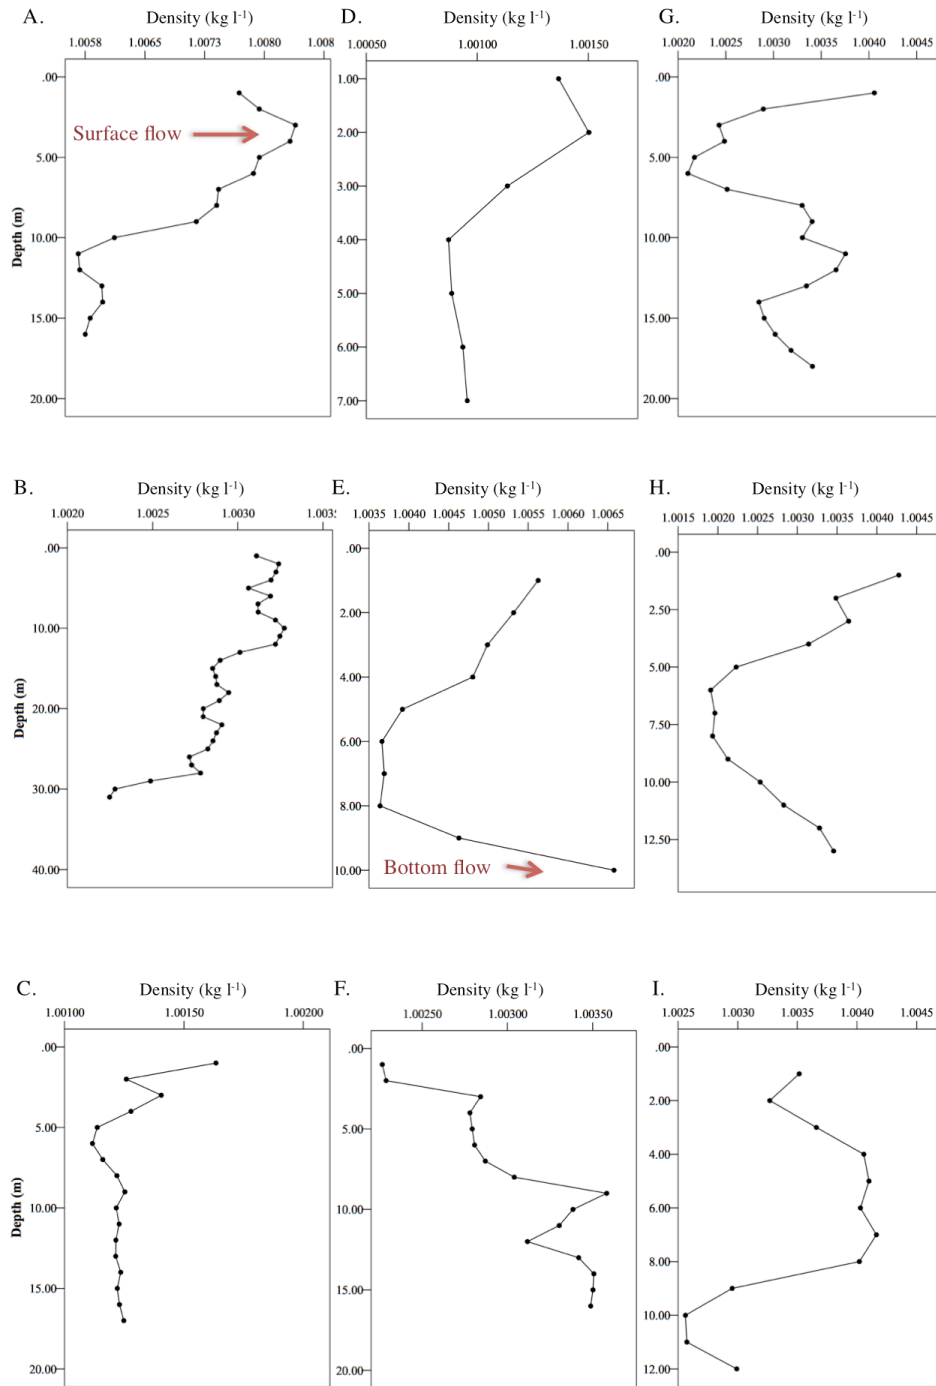 A. Density (kg l-1)
1.0058 1.0065 1.0073 1.0080 1.008
.00
Surface flow
5.00
10.00
15.00
20.00
Depth (m)
D. Density (kg l-1)
1.00050 1.00100 1.00150
1.00
2.00
3.00
4.00
5.00
6.00
7.00
G. Density (kg l-1)
1.0020 1.0025 1.0030 1.0035 1.0040 1.0045
.00
5.00
10.00
15.00
20.00
B. Density (kg l-1)
1.0020 1.0025 1.0030 1.003
.00
10.00
20.00
30.00
40.00
Depth (m)
E. Density (kg l-1)
1.0035 1.0040 1.0045 1.0050 1.0056 1.0060 1.0065
.00
2.00
4.00
6.00
8.00
10.00
Bottom flow
H. Density (kg l-1)
1.0015 1.0020 1.0025 1.0030 1.0035 1.0040 1.0045
.00
2.50
5.00
7.50
10.00
12.50
C. Density (kg l-1)
1.00100 1.00150 1.00200
.00
5.00
10.00
15.00
20.00
Depth (m)
F. Density (kg l-1)
1.00250 1.00300 1.00350
.00
5.00
10.00
15.00
20.00
I. Density (kg l-1)
1.0025 1.0030 1.0035 1.0040 1.0045
.00
2.00
4.00
6.00
8.00
10.00
12.00